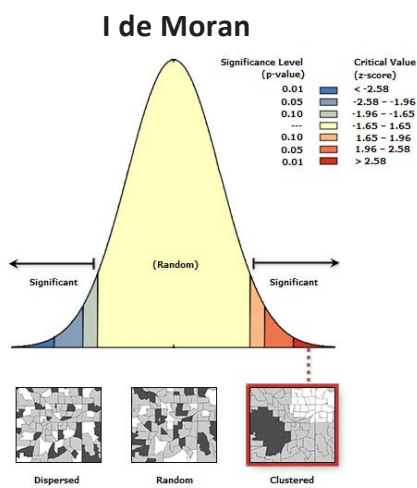 I de Moran
Significance Level
(p-value)
Critical Value
(z-score)
0.01 < -2.58
0.05 -2.58 – -1.96
0.10 -1.96 – -1.65
--- -1.65 – 1.65
0.10 1.65 – 1.96
0.05 1.96 – 2.58
0.01 > 2.58
Significant
(Random)
Significant
Dispersed
Random
Clustered